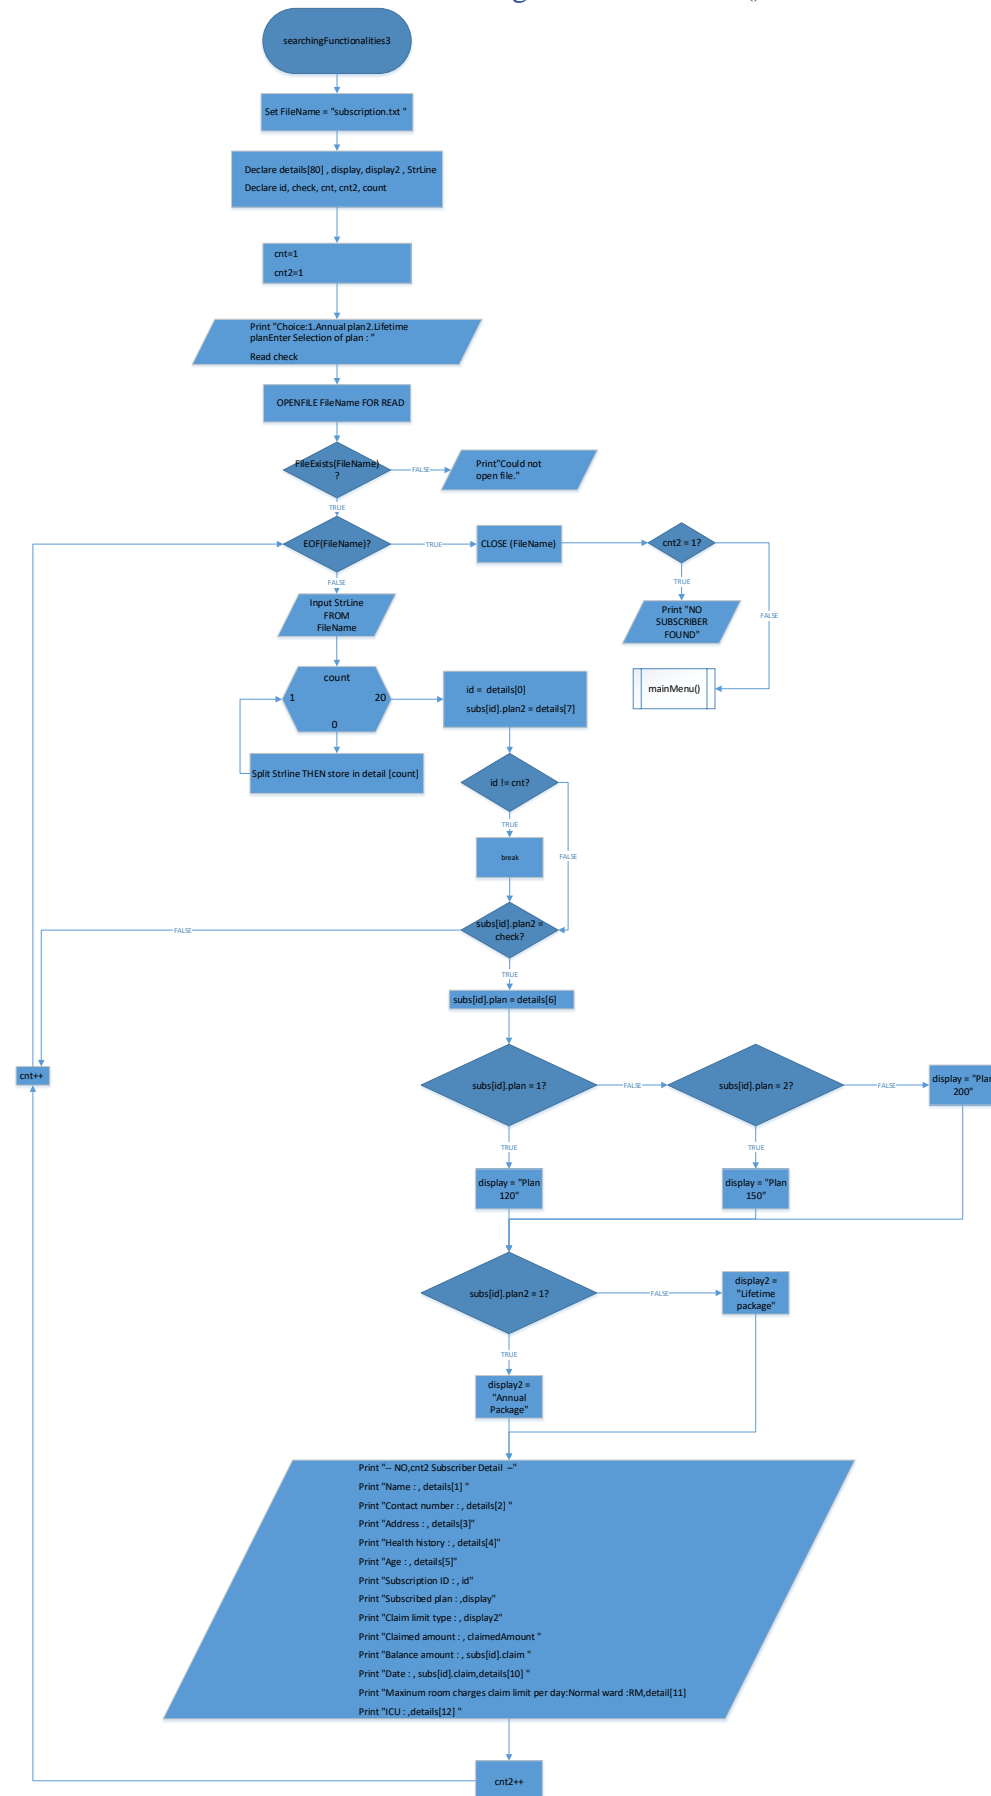 searchingFunctionalities3
Set FileName = "subscription.txt "
Declare details[80] , display, display2 , StrLine
Declare id, check, cnt, cnt2, count
cnt=1
cnt2=1
Print "Choice:1.Annual plan2.Lifetime
planEnter Selection of plan : "
Read check
OPENFILE FileName FOR READ
FileExists(FileName)
?
FALSE
Print"Could not
open file."
TRUE
EOF(FileName)?
TRUE
CLOSE (FileName)
cnt2 = 1?
FALSE
TRUE
Input StrLine
FROM
FileName
Print "NO
SUBSCRIBER
FOUND"
FALSE
mainMenu()
count
1
20
0
id = details[0]
subs[id].plan2 = details[7]
Split Strline THEN store in detail [count]
id != cnt?
TRUE
break
FALSE
subs[id].plan2 =
check?
FALSE
TRUE
subs[id].plan = details[6]
cnt++
subs[id].plan = 1?
FALSE
subs[id].plan = 2?
FALSE
display = "Plan
200"
TRUE
TRUE
display = "Plan
120"
display = "Plan
150"
subs[id].plan2 = 1?
FALSE
display2 =
"Lifetime
package"
TRUE
display2 =
"Annual
Package"
Print "-- NO,cnt2 Subscriber Detail --"
Print "Name : , details[1] "
Print "Contact number : , details[2] "
Print "Address : , details[3]"
Print "Health history : , details[4]"
Print "Age : , details[5]"
Print "Subscription ID : , id"
Print "Subscribed plan : ,display"
Print "Claim limit type : , display2"
Print "Claimed amount : , claimedAmount "
Print "Balance amount : , subs[id].claim "
Print "Date : , subs[id].claim,details[10] "
Print "Maxinum room charges claim limit per day:Normal ward :RM,detail[11]
Print "ICU : ,details[12] "
cnt2++